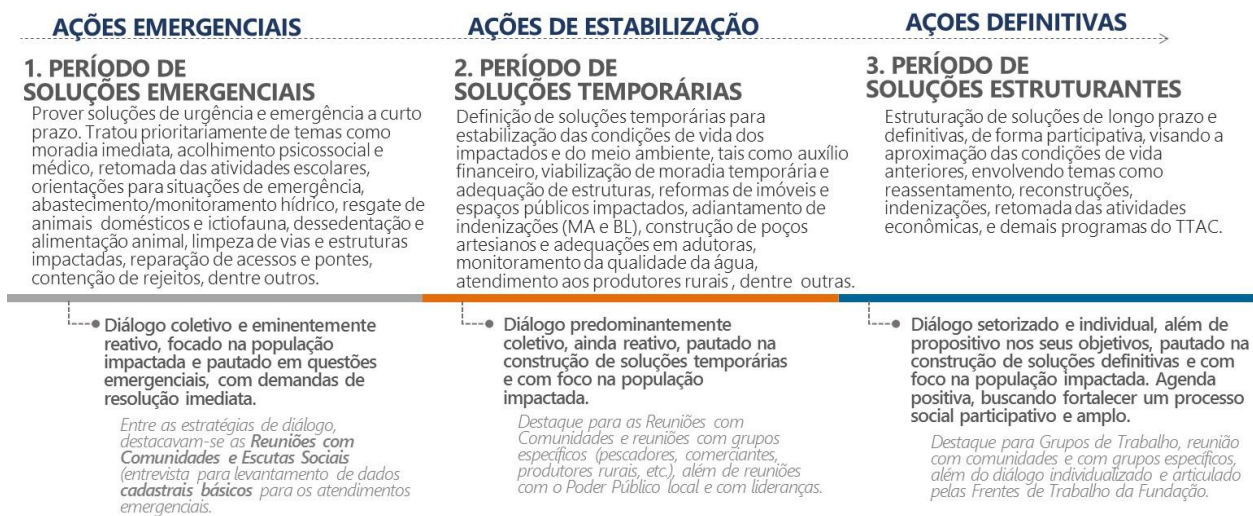 AÇÕES EMERGENCIAIS
AÇÕES DE ESTABILIZAÇÃO
AÇOES DEFINITIVAS
1. PERÍODO DE
SOLUÇÕES EMERGENCIAIS
Prover soluções de urgência e emergência a curto
prazo. Tratou prioritariamente de temas como
moradia imediata, acolhimento psicossocial e
médico, retomada das atividades escolares,
orientações para situações de emergência,
abastecimento/monitoramento hídrico, resgate de
animais domésticos e ictiofauna, dessedentação e
alimentação animal, limpeza de vias e estruturas
impactadas, reparação de acessos e pontes,
contenção de rejeitos, dentre outros.
2. PERÍODO DE
SOLUÇÕES TEMPORÁRIAS
Definição de soluções temporárias para
estabilização das condições de vida dos
impactados e do meio ambiente, tais como auxílio
financeiro, viabilização de moradia temporária e
adequação de estruturas, reformas de imóveis e
espaços públicos impactados, adiantamento de
indenizações (MA e BL), construção de poços
artesianos e adequações em adutoras,
monitoramento da qualidade da água,
atendimento aos produtores rurais , dentre outras.
3. PERÍODO DE
SOLUÇÕES ESTRUTURANTES
Estruturação de soluções de longo prazo e
definitivas, de forma participativa, visando a
aproximação das condições de vida
anteriores, envolvendo temas como
reassentamento, reconstruções,
indenizações, retomada das atividades
econômicas, e demais programas do TTAC.
Diálogo coletivo e eminentemente
reativo, focado na população
impactada e pautado em questões
emergenciais, com demandas de
resolução imediata.
Entre as estratégias de diálogo,
destacavam-se as Reuniões com
Comunidades e Escutas Sociais
(entrevista para levantamento de dados
cadastrais básicos para os atendimentos
emergenciais.
Diálogo predominantemente
coletivo, ainda reativo, pautado na
construção de soluções temporárias
e com foco na população
impactada.
Destaque para as Reuniões com
Comunidades e reuniões com grupos
específicos (pescadores, comerciantes,
produtores rurais, etc.), além de reuniões
com o Poder Público local e com lideranças.
Diálogo setorizado e individual, além de
propositivo nos seus objetivos, pautado na
construção de soluções definitivas e com
foco na população impactada. Agenda
positiva, buscando fortalecer um processo
social participativo e amplo.
Destaque para Grupos de Trabalho, reunião
com comunidades e com grupos específicos,
além do diálogo individualizado e articulado
pelas Frentes de Trabalho da Fundação.